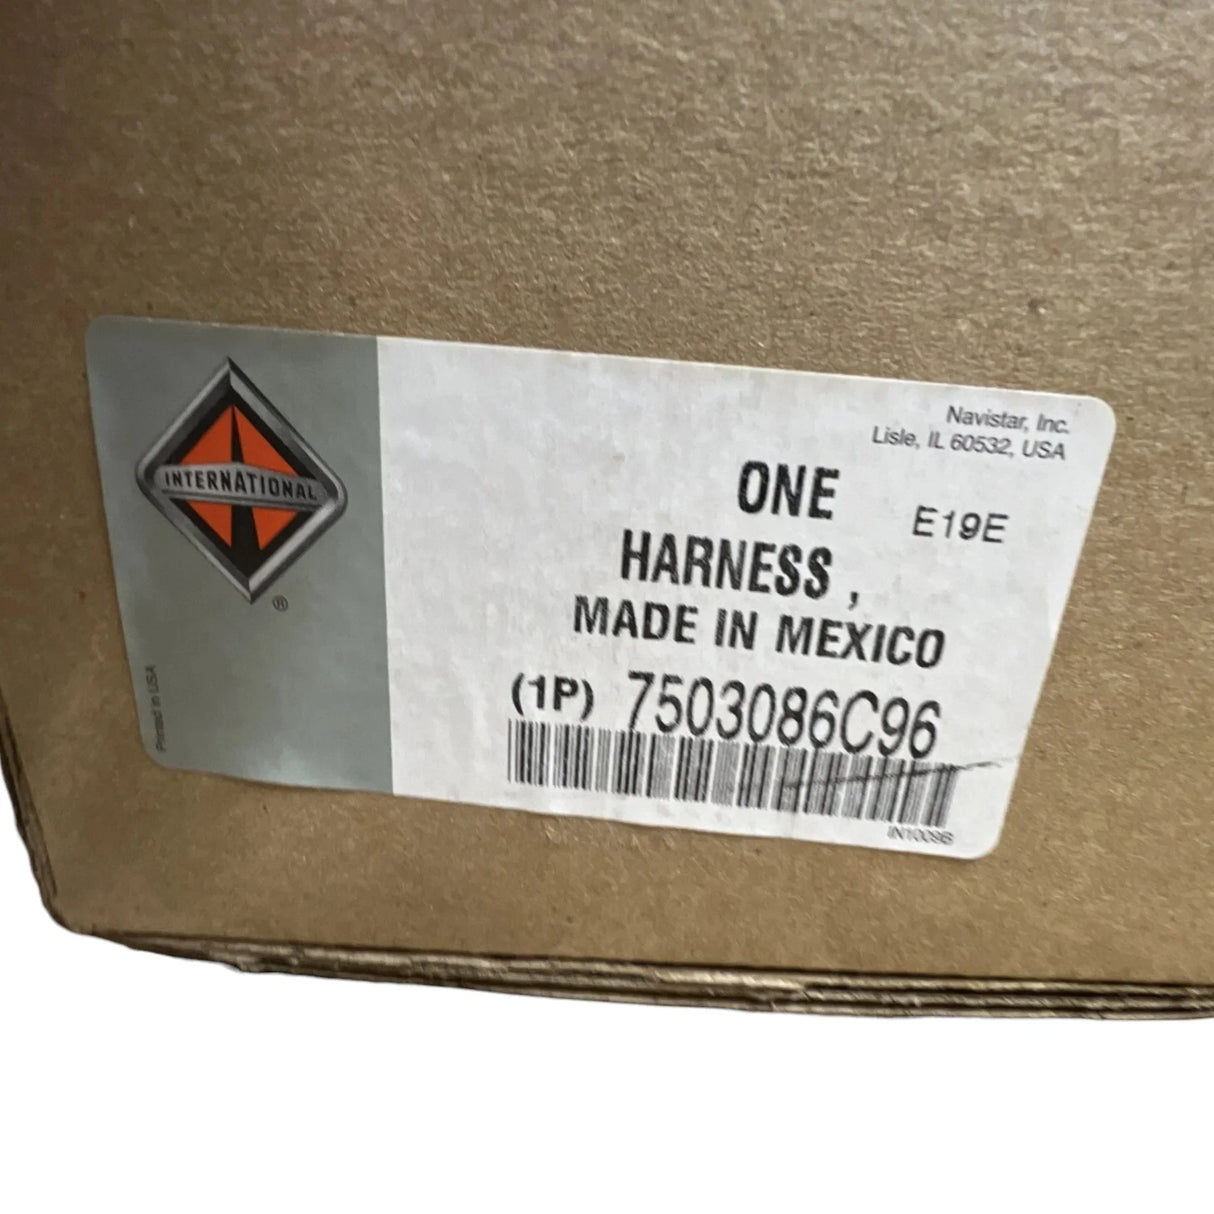 INTERNATIONAL
®
Printed in USA
Navistar, Inc.
Lisle, IL 60532, USA
ONE
E19E
HARNESS ,
MADE IN MEXICO
(1P) 7503086C96
IN1009B